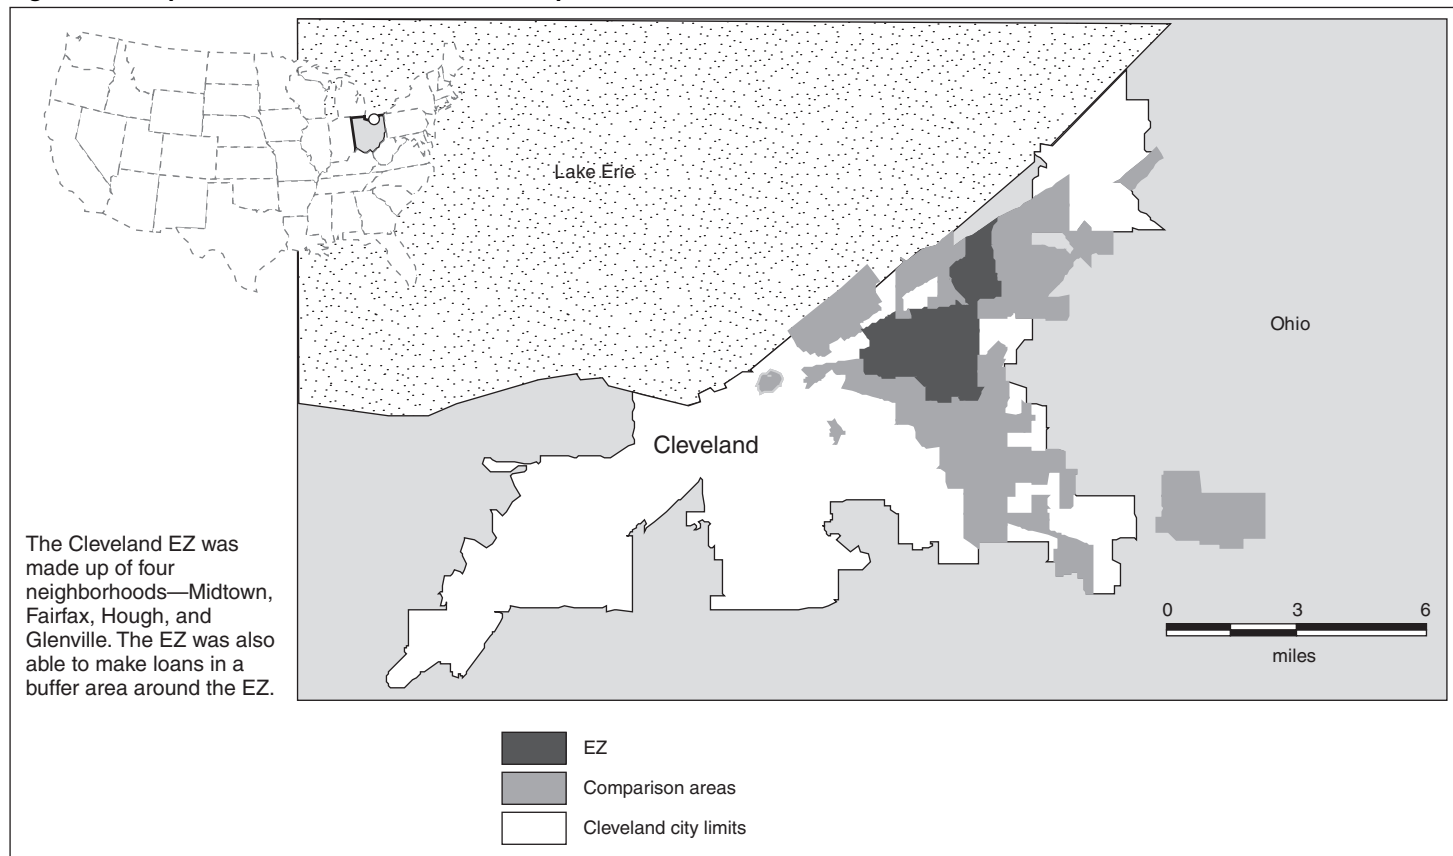 Lake Erie
Ohio
Cleveland
The Cleveland EZ was
made up of four
neighborhoods—Midtown,
Fairfax, Hough, and
Glenville. The EZ was also
able to make loans in a
buffer area around the EZ.
0 3 6
miles
EZ
Comparison areas
Cleveland city limits